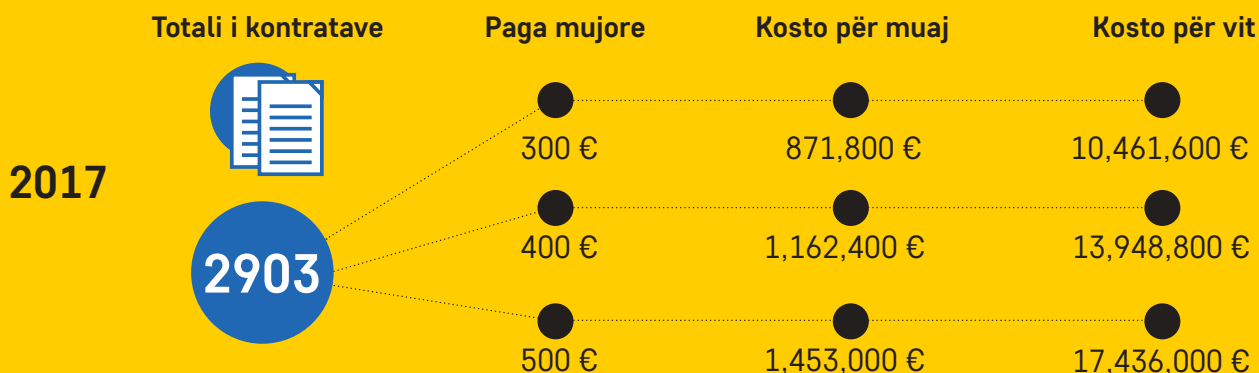 Totali i kontratave Paga mujore Kosto për muaj Kosto për vit
300 € 871,800 € 10,461,600 €
2017
400 € 1,162,400 € 13,948,800 €
2903
500 € 1,453,000 € 17,436,000 €